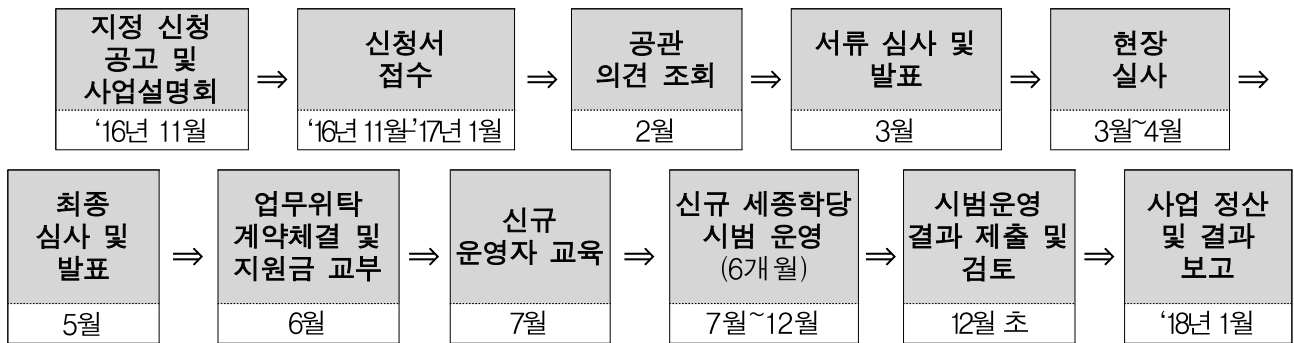 지정 신청
공고 및
사업설명회
‘16년 11월
⇒
신청서
접수
‘16년 11월-’17년 1월
⇒
공관
의견 조회
2월
⇒
서류 심사 및
발표
3월
⇒
현장
실사
3월~4월
⇒
최종
심사 및
발표
5월
⇒
업무위탁
계약체결 및
지원금 교부
6월
⇒
신규
운영자 교육
7월
⇒
신규 세종학당
시범 운영
(6개월)
7월~12월
⇒
시범운영
결과 제출 및
검토
12월 초
⇒
사업 정산
및 결과
보고
‘18년 1월